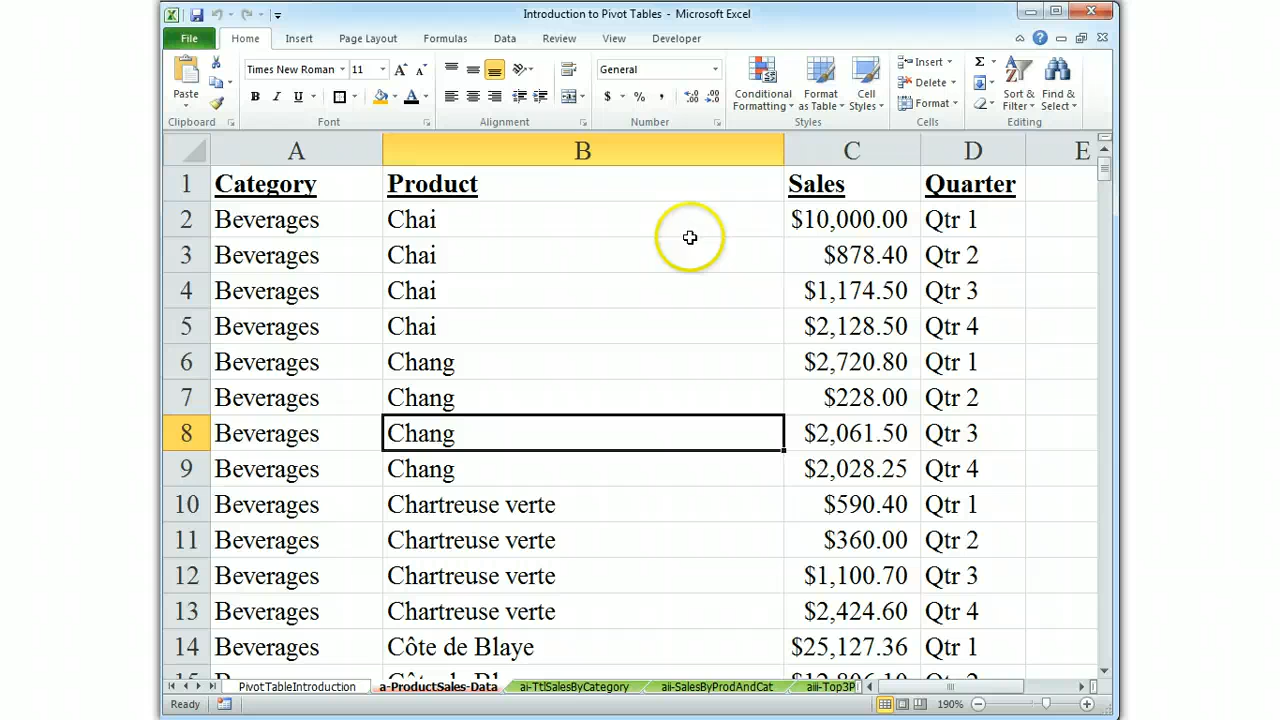 Introduction to Pivot Tables - Microsoft Excel
File Home Insert Page Layout Formulas Data Review View Developer
Times New Roman 11 General Insert Σ
Paste B I U $ % , Conditional Formatting Format as Table Cell Styles Delete Format Sort & Filter Find & Select
Clipboard Font Alignment Number Styles Cells Editing
A B C D E
1 Category Product Sales Quarter
2 Beverages Chai $10,000.00 Qtr 1
3 Beverages Chai $878.40 Qtr 2
4 Beverages Chai $1,174.50 Qtr 3
5 Beverages Chai $2,128.50 Qtr 4
6 Beverages Chang $2,720.80 Qtr 1
7 Beverages Chang $228.00 Qtr 2
8 Beverages Chang $2,061.50 Qtr 3
9 Beverages Chang $2,028.25 Qtr 4
10 Beverages Chartreuse verte $590.40 Qtr 1
11 Beverages Chartreuse verte $360.00 Qtr 2
12 Beverages Chartreuse verte $1,100.70 Qtr 3
13 Beverages Chartreuse verte $2,424.60 Qtr 4
14 Beverages Côte de Blaye $25,127.36 Qtr 1
PivotTableIntroduction a-ProductSales-Data ai-TtlSalesByCategory aii-SalesByProdAndCat aiii-Top3P
Ready 190%